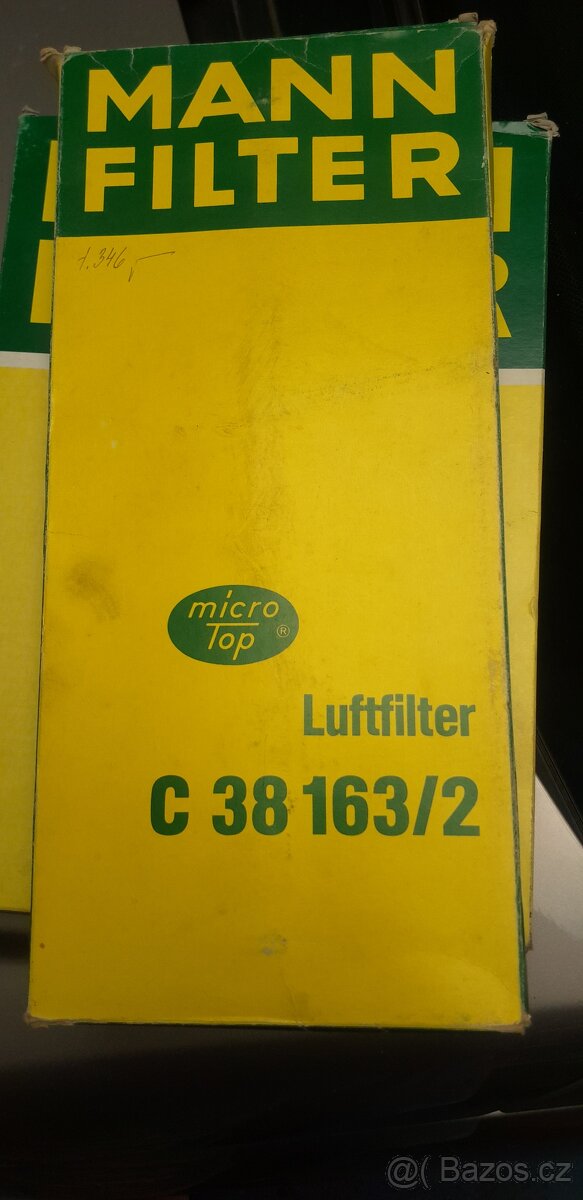 MANN
FILTER
1.346,-
micro
Top ®
Luftfilter
C 38 163/2
@( Bazos.cz